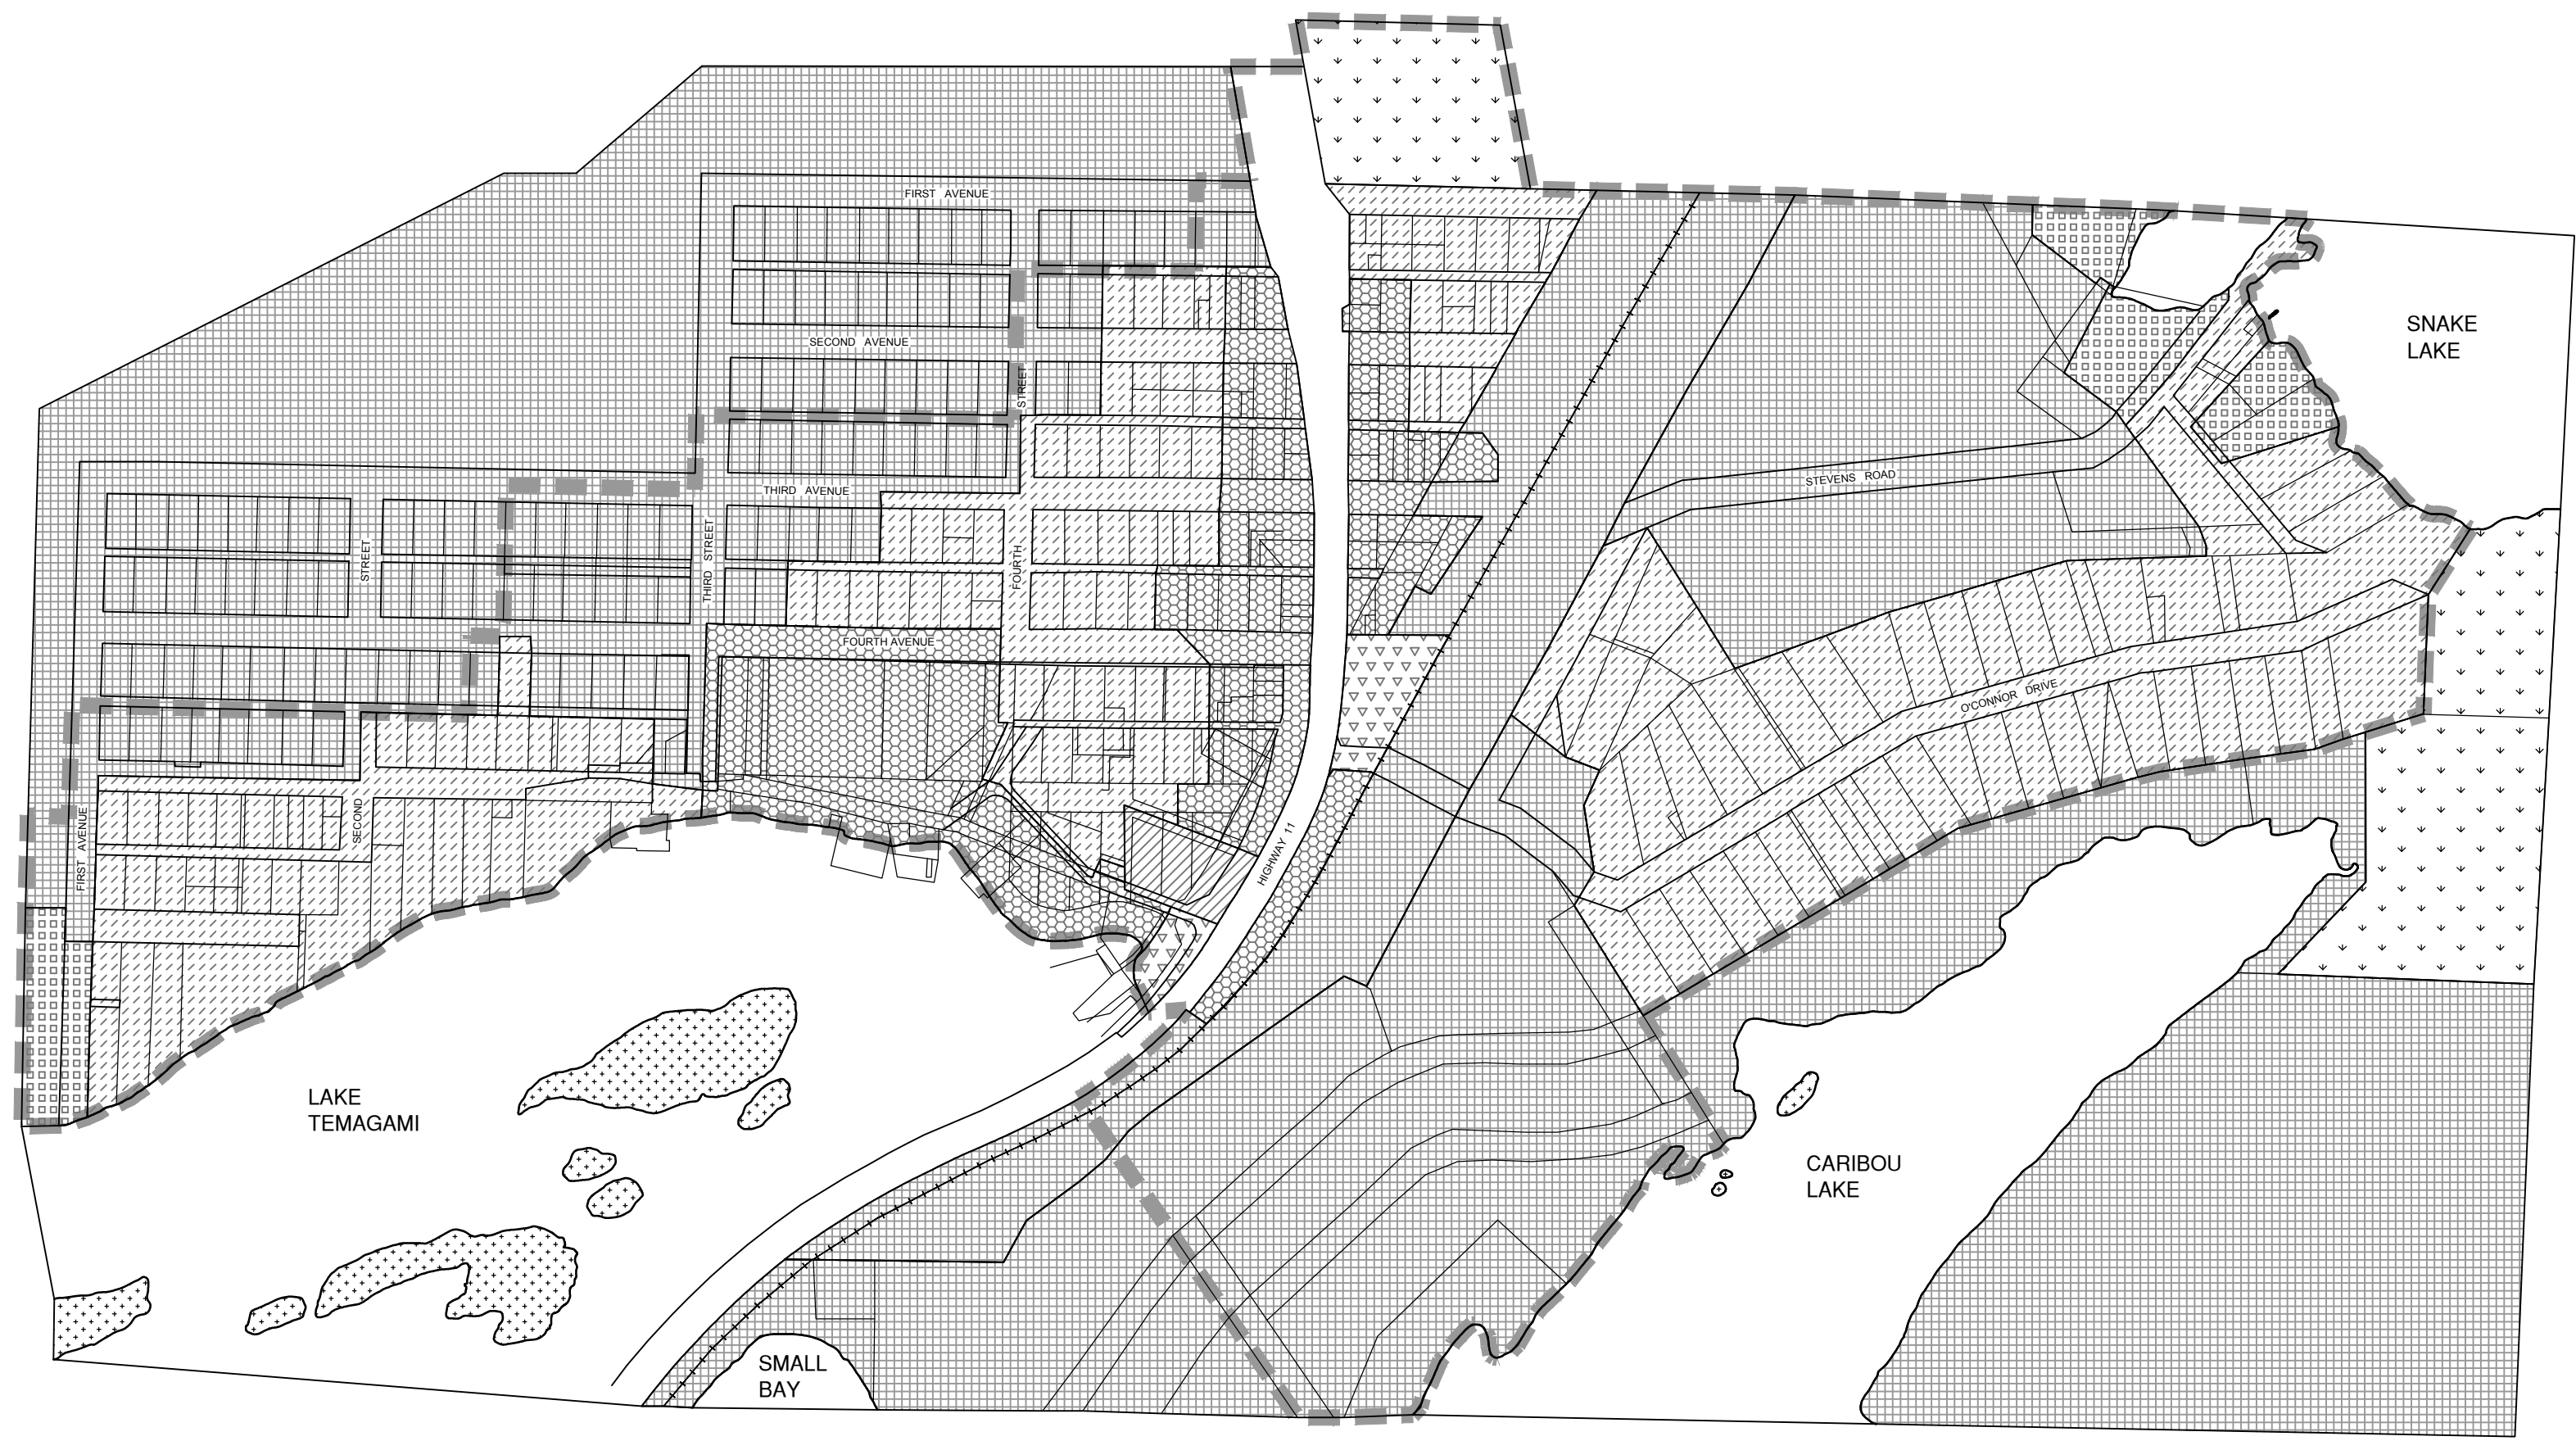 FIRST AVENUE
SNAKE
LAKE
SECOND AVENUE
STREET
STEVENS ROAD
THIRD AVENUE
STREET
THIRD STREET
FOURTH
FOURTH AVENUE
O'CONNOR DRIVE
SECOND
FIRST AVENUE
HIGHWAY 11
LAKE
TEMAGAMI
CARIBOU
LAKE
SMALL
BAY